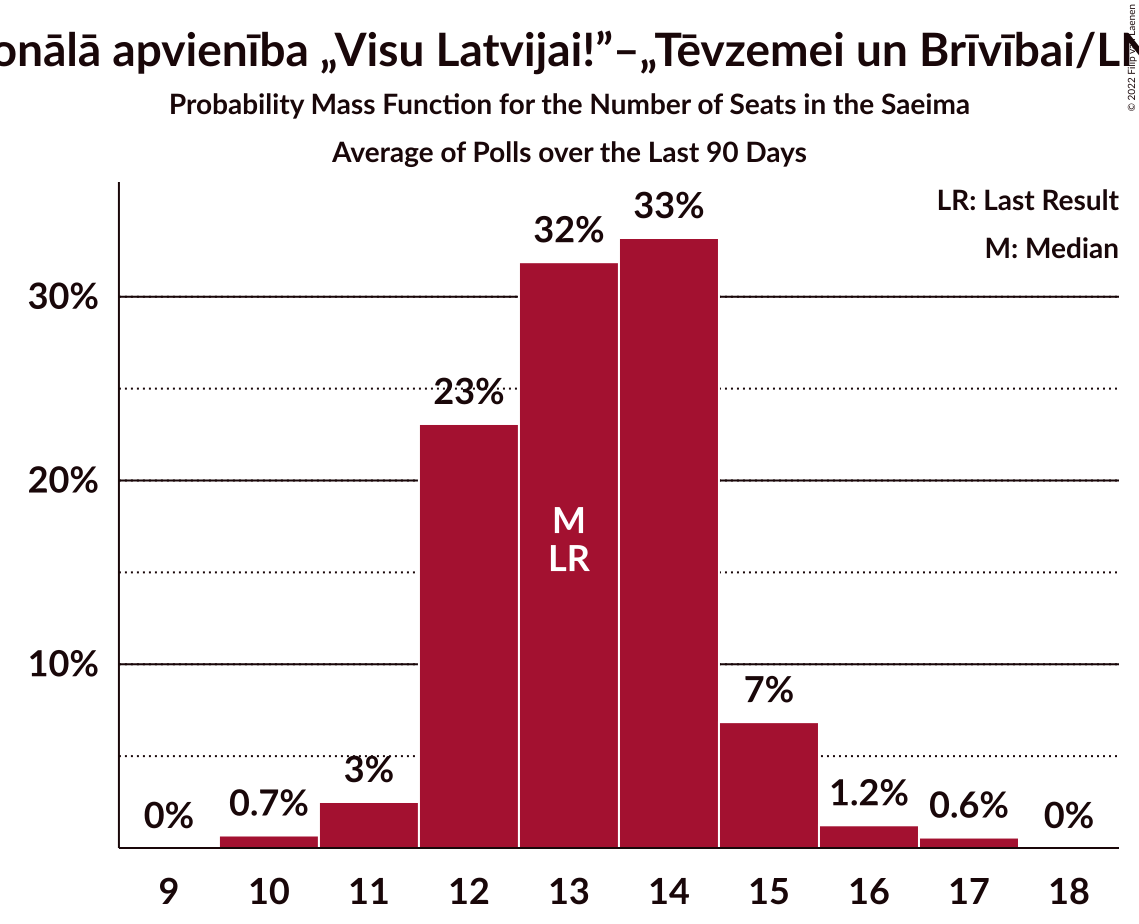 onālā apvienība „Visu Latvijai!”–„Tēvzemei un Brīvībai/LN
© 2022 Filip van Laenen
Probability Mass Function for the Number of Seats in the Saeima
Average of Polls over the Last 90 Days
LR: Last Result
M: Median
33%
32%
30%
23%
20%
M
LR
10%
7%
3%
1.2%
0.7%
0.6%
0%
0%
9 10 11 12 13 14 15 16 17 18